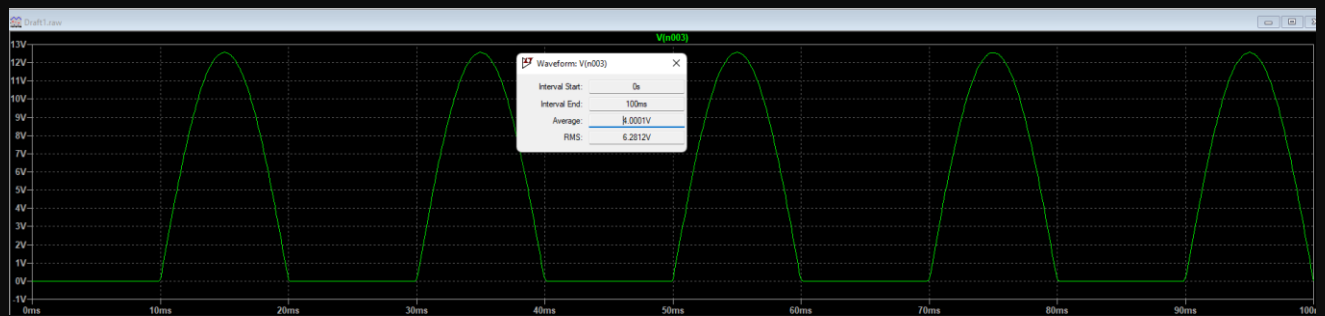 Draft1.raw
V(n003)
13V
12V
11V
10V
9V
8V
7V
6V
5V
4V
3V
2V
1V
0V
-1V
Waveform: V(n003)
Interval Start: 0s
Interval End: 100ms
Average: 4.0001V
RMS: 6.2812V
0ms 10ms 20ms 30ms 40ms 50ms 60ms 70ms 80ms 90ms 100